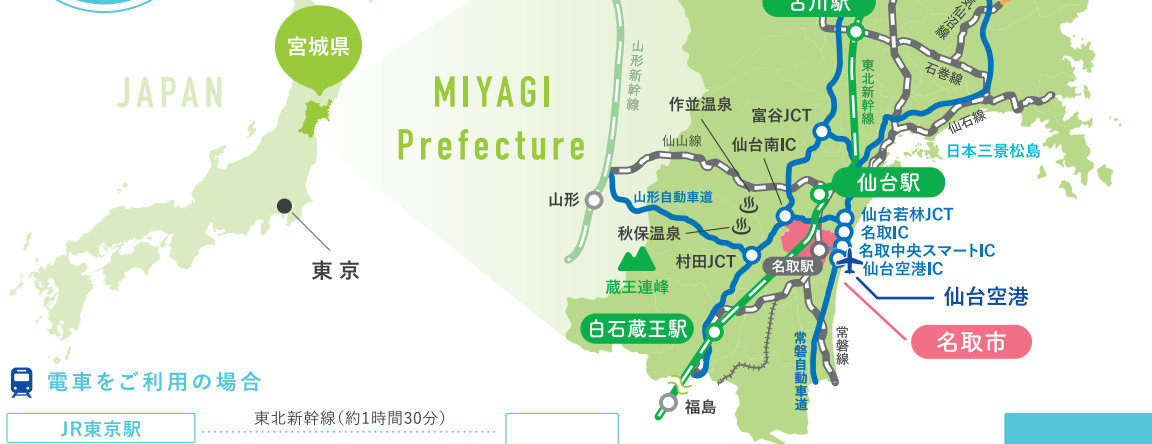 古川駅
気仙沼線
宮城県
山形新幹線
東北新幹線
石巻線
JAPAN
MIYAGI
Prefecture
作並温泉
富谷JCT
仙石線
仙山線
仙台南IC
日本三景松島
仙台駅
山形
山形自動車道
仙台若林JCT
秋保温泉
名取IC
名取中央スマートIC
村田JCT
名取駅
仙台空港IC
東京
蔵王連峰
仙台空港
白石蔵王駅
名取市
常磐自動車道
常磐線
福島
電車をご利用の場合
JR東京駅
東北新幹線(約1時間30分)